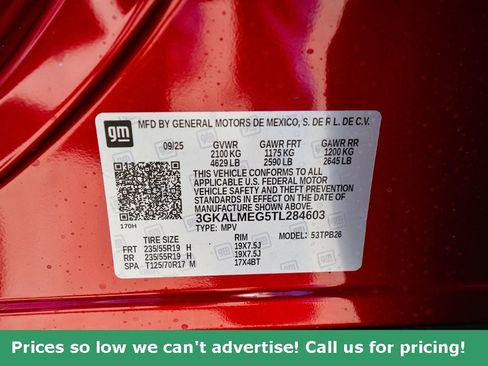 gm
MFD BY GENERAL MOTORS DE MEXICO, S. DE R L. DE C.V.
09/25 GVWR GAWR FRT GAWR RR
2100 KG 1175 KG 1200 KG
4629 LB 2590 LB 2645 LB
THIS VEHICLE CONFORMS TO ALL
APPLICABLE U.S. FEDERAL MOTOR
VEHICLE SAFETY AND THEFT PREVENTION
STANDARDS IN EFFECT ON THE DATE OF
MANUFACTURE SHOWN ABOVE.
3GKALMEG5TL284603
170H TYPE: MPV
TIRE SIZE RIM MODEL: 53TPB26
FRT 235/55R19 H 19X7.5J
RR 235/55R19 H 19X7.5J
SPA T125/70R17 M 17X4BT
Prices so low we can't advertise! Call us for pricing!